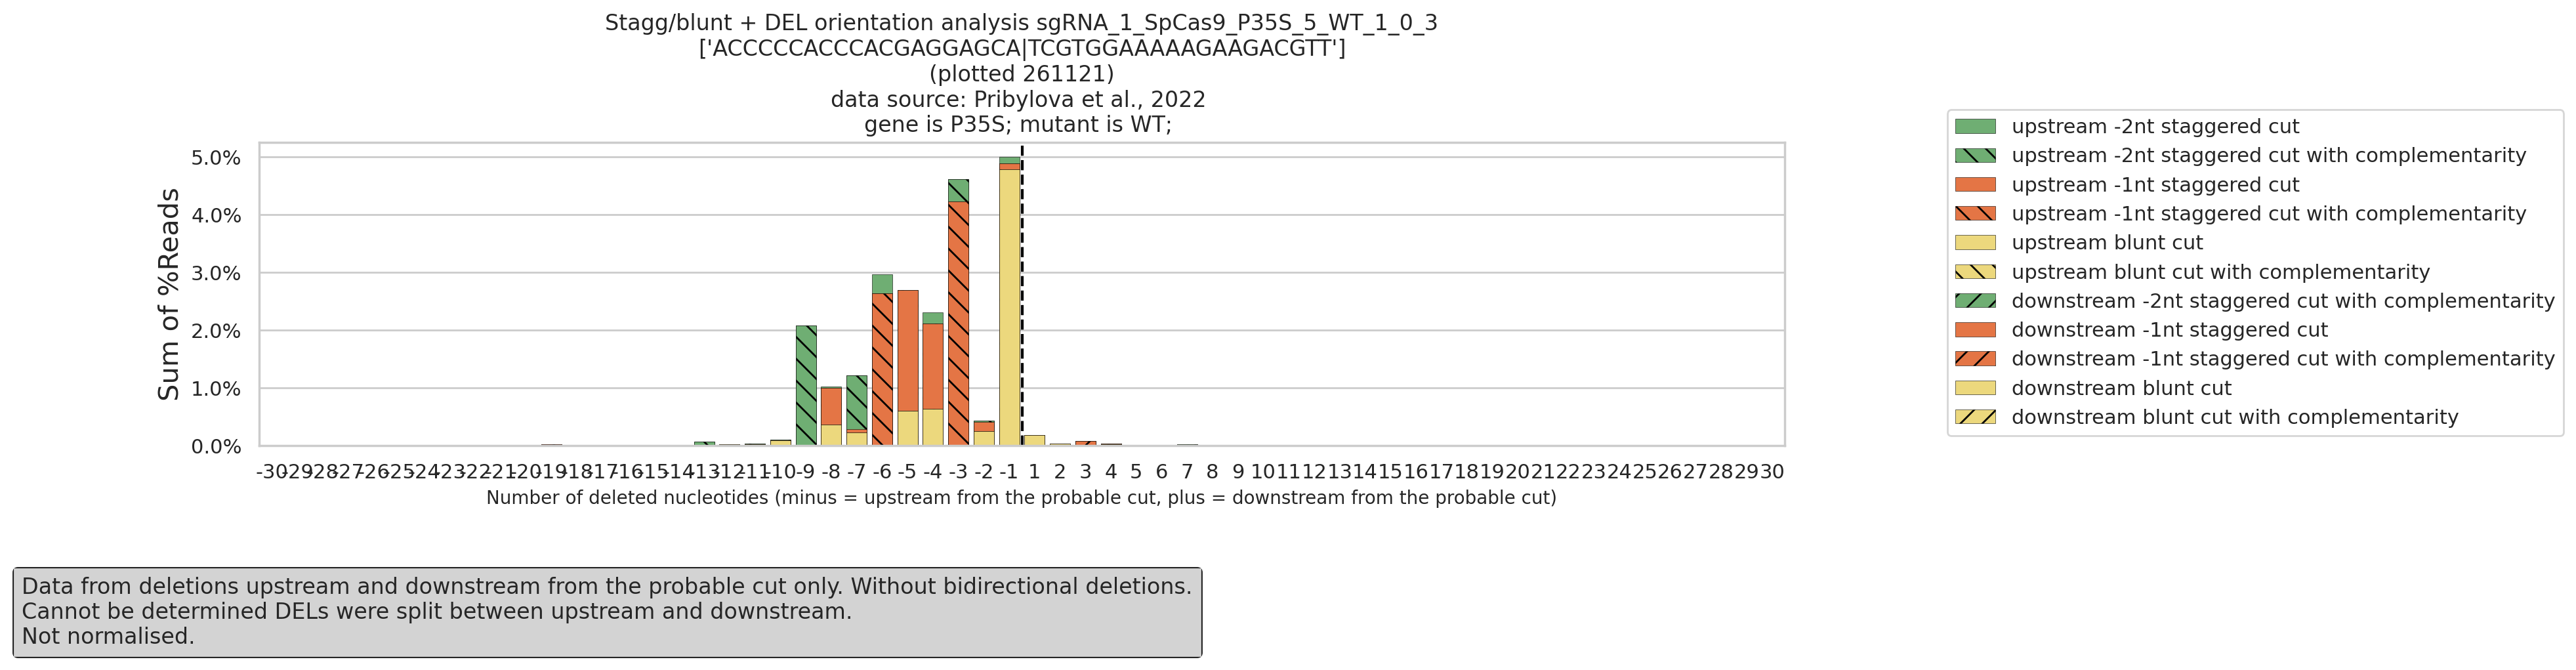 Stagg/blunt + DEL orientation analysis sgRNA_1_SpCas9_P35S_5_WT_1_0_3
['ACCCCCACCCACGAGGAGCA|TCGTGGAAAAAGAAGACGTT']
(plotted 261121)
data source: Pribylova et al., 2022
gene is P35S; mutant is WT;
Sum of %Reads
5.0%
4.0%
3.0%
2.0%
1.0%
0.0%
-30 -29 -28 -27 -26 -25 -24 -23 -22 -21 -20 -19 -18 -17 -16 -15 -14 -13 -12 -11 -10 -9 -8 -7 -6 -5 -4 -3 -2 -1 1 2 3 4 5 6 7 8 9 10 11 12 13 14 15 16 17 18 19 20 21 22 23 24 25 26 27 28 29 30
Number of deleted nucleotides (minus = upstream from the probable cut, plus = downstream from the probable cut)
upstream -2nt staggered cut
upstream -2nt staggered cut with complementarity
upstream -1nt staggered cut
upstream -1nt staggered cut with complementarity
upstream blunt cut
upstream blunt cut with complementarity
downstream -2nt staggered cut with complementarity
downstream -1nt staggered cut
downstream -1nt staggered cut with complementarity
downstream blunt cut
downstream blunt cut with complementarity
Data from deletions upstream and downstream from the probable cut only. Without bidirectional deletions.
Cannot be determined DELs were split between upstream and downstream.
Not normalised.